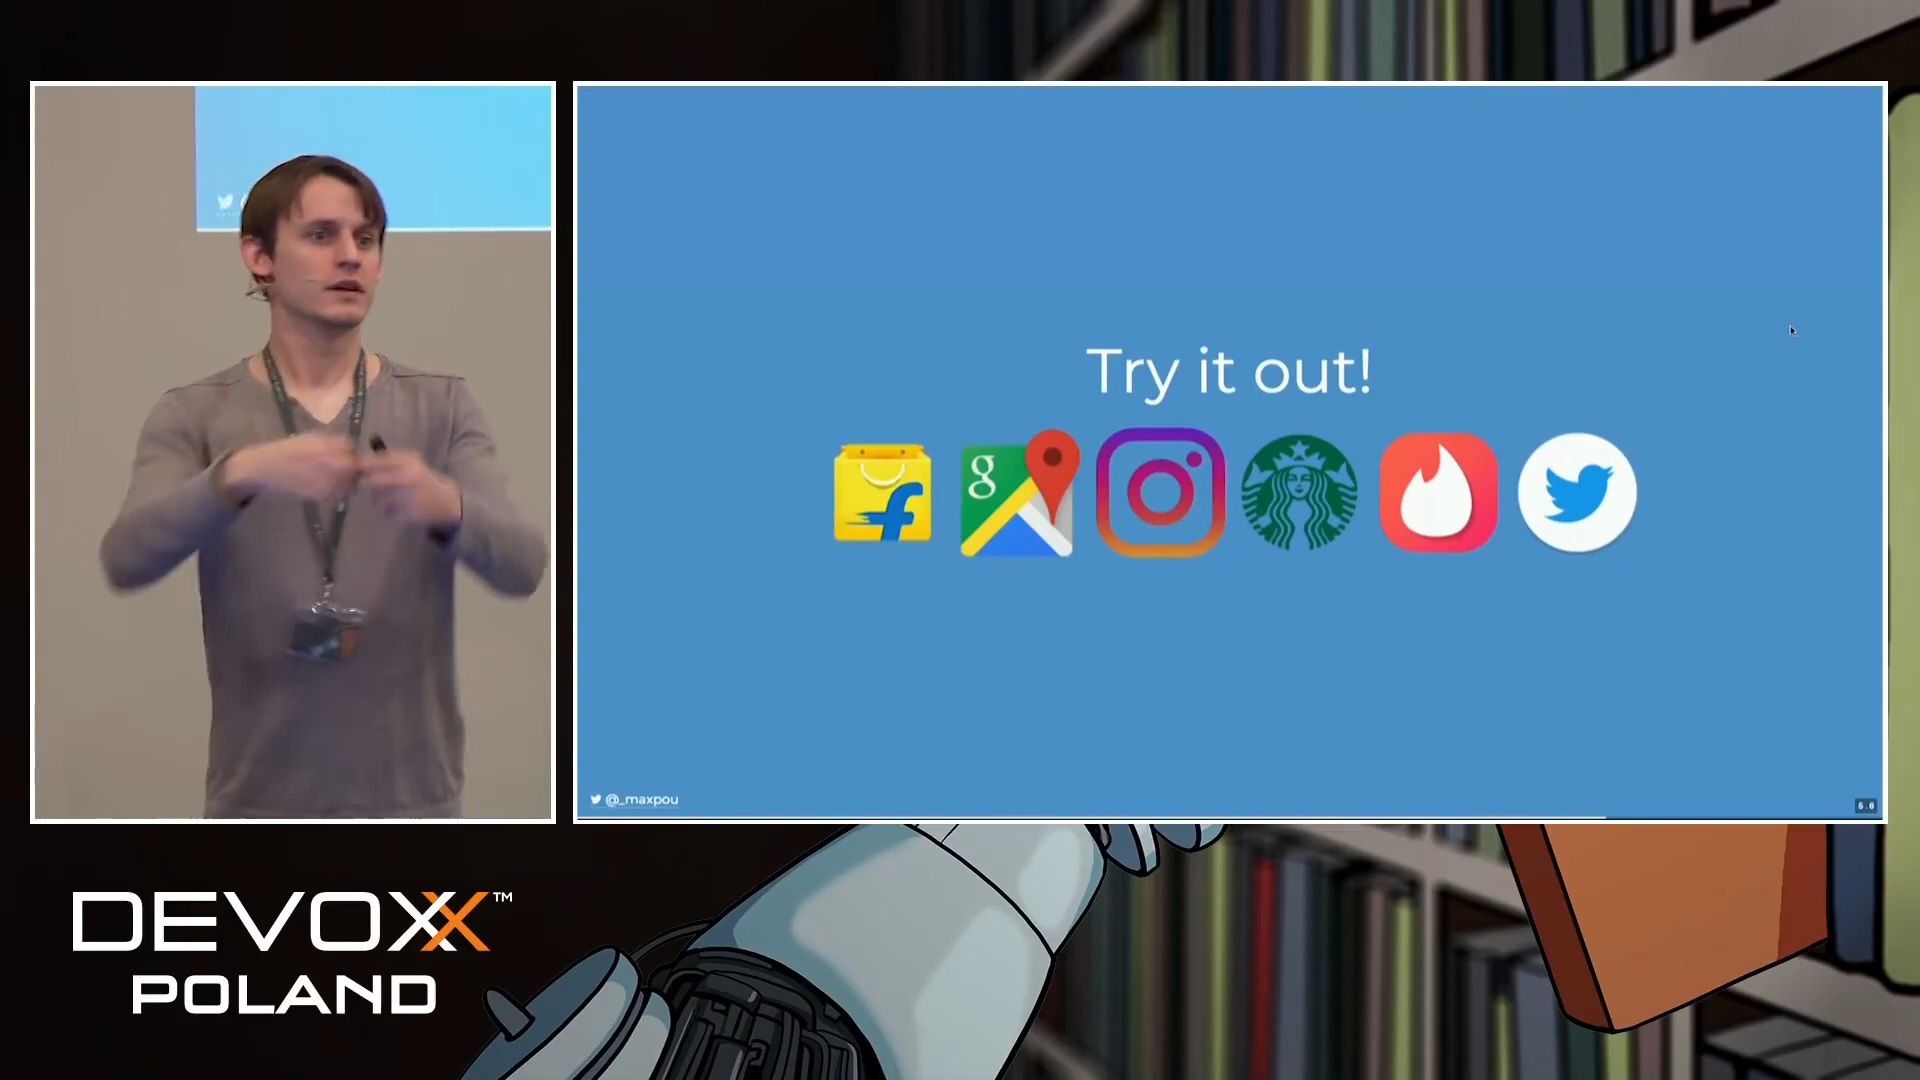 Try it out!
g
f
@_maxpou
DEVOXX™
POLAND